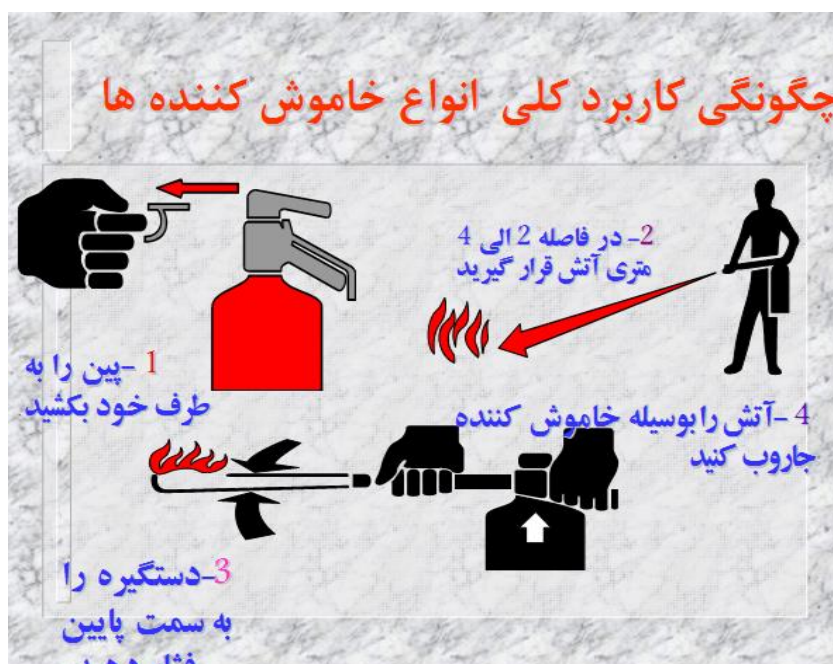 چگونگی کاربرد کلی انواع خاموش کننده ها
1 -پین را به
طرف خود بکشید
2- در فاصله 2 الی 4
متری آتش قرار گیرید
3-دستگیره را
به سمت پایین
4 -آتش را بوسیله خاموش کننده
جاروب کنید